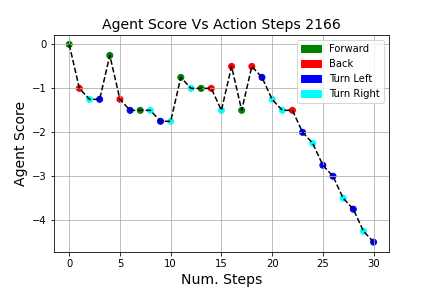 Agent Score Vs Action Steps 2166
Forward
Back
Turn Left
Turn Right
Agent Score
0
−1
−2
−3
−4
0 5 10 15 20 25 30
Num. Steps